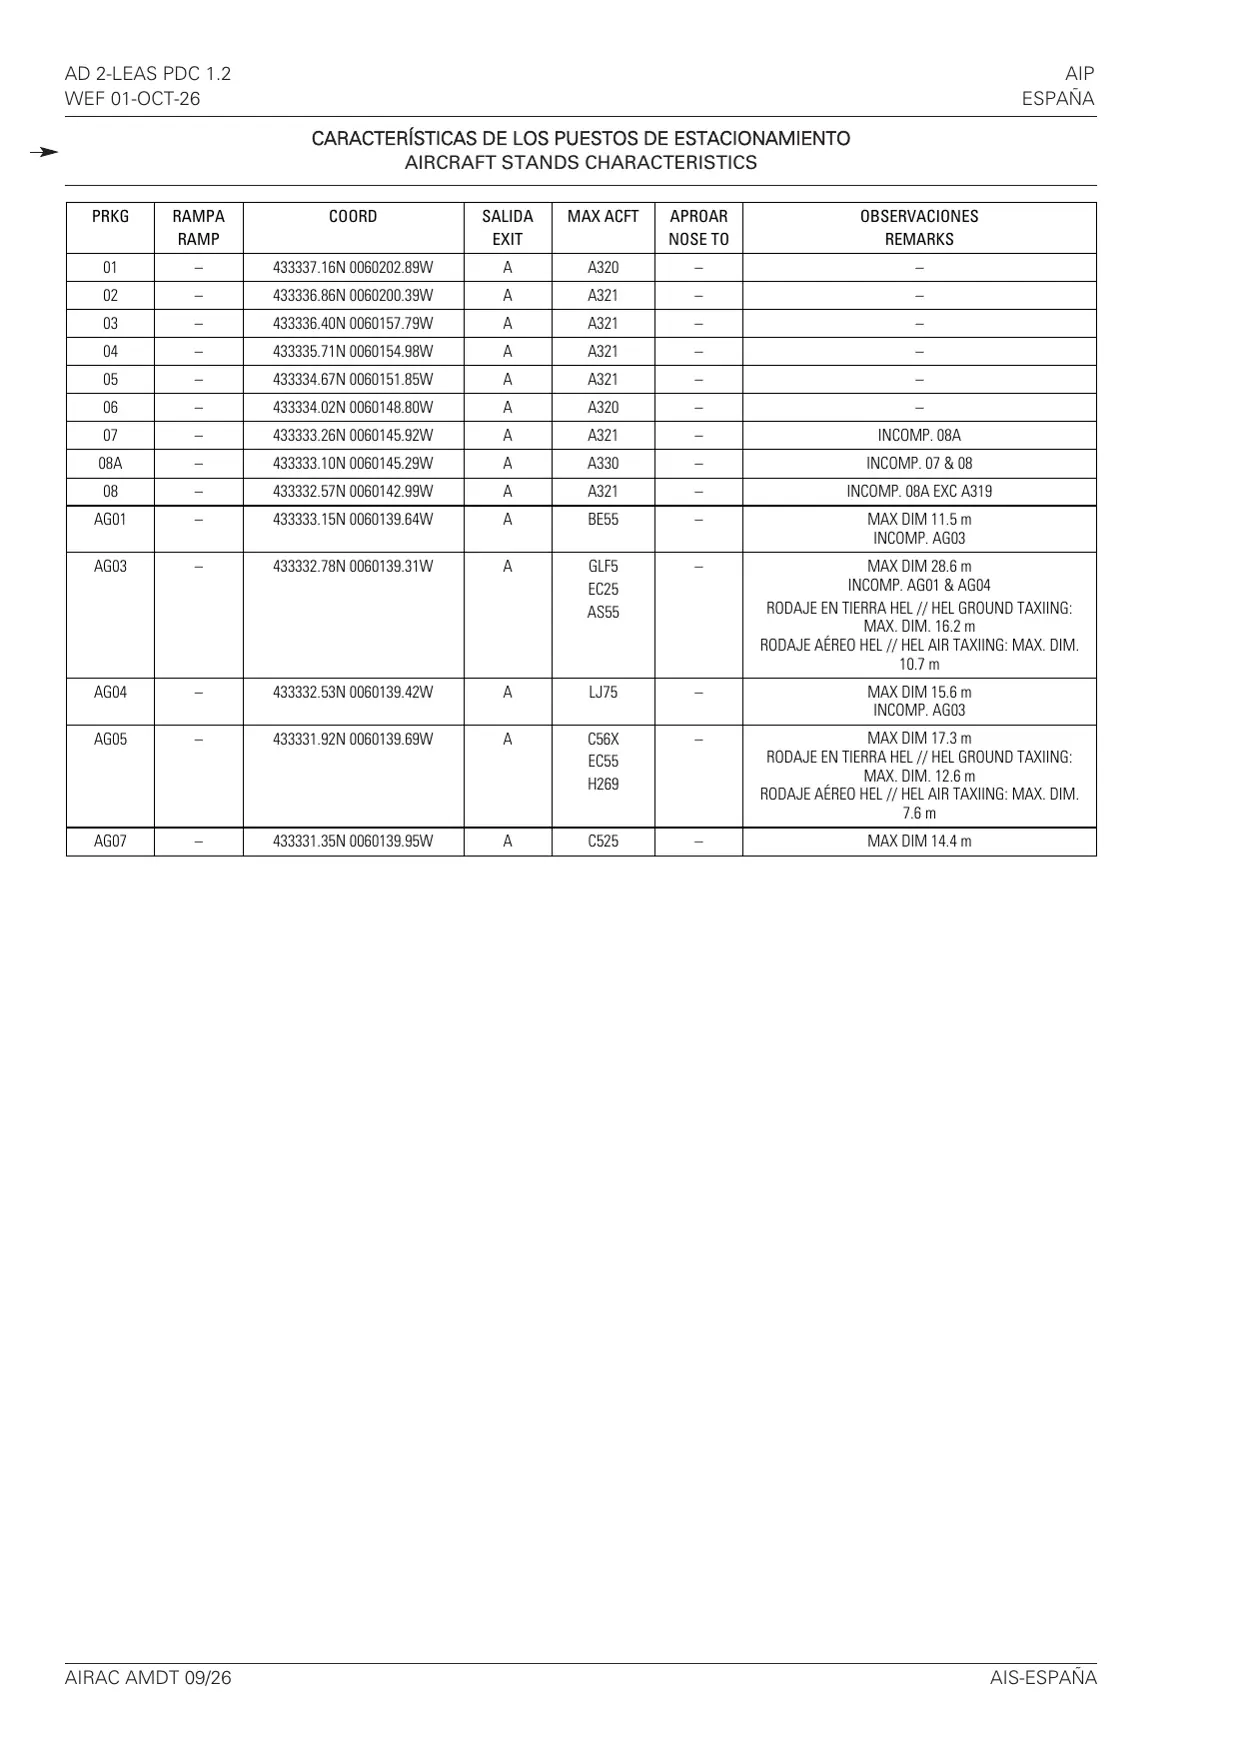 AD 2-LEAS PDC 1.2 AIP
WEF 01-OCT-26 ESPAÑA
CARACTERÍSTICAS DE LOS PUESTOS DE ESTACIONAMIENTO
AIRCRAFT STANDS CHARACTERISTICS
PRKG RAMPA COORD SALIDA MAX ACFT APROAR OBSERVACIONES
RAMP EXIT NOSE TO REMARKS
01 – 433337.16N 0060202.89W A A320 – –
02 – 433336.86N 0060200.39W A A321 – –
03 – 433336.40N 0060157.79W A A321 – –
04 – 433335.71N 0060154.98W A A321 – –
05 – 433334.67N 0060151.85W A A321 – –
06 – 433334.02N 0060148.80W A A320 – –
07 – 433333.26N 0060145.92W A A321 – INCOMP. 08A
08A – 433333.10N 0060145.29W A A330 – INCOMP. 07 & 08
08 – 433332.57N 0060142.99W A A321 – INCOMP. 08A EXC A319
AG01 – 433333.15N 0060139.64W A BE55 – MAX DIM 11.5 m
INCOMP. AG03
AG03 – 433332.78N 0060139.31W A GLF5 – MAX DIM 28.6 m
EC25 INCOMP. AG01 & AG04
AS55 RODAJE EN TIERRA HEL // HEL GROUND TAXIING:
MAX. DIM. 16.2 m
RODAJE AÉREO HEL // HEL AIR TAXIING: MAX. DIM.
10.7 m
AG04 – 433332.53N 0060139.42W A LJ75 – MAX DIM 15.6 m
INCOMP. AG03
AG05 – 433331.92N 0060139.69W A C56X – MAX DIM 17.3 m
EC55 RODAJE EN TIERRA HEL // HEL GROUND TAXIING:
H269 MAX. DIM. 12.6 m
RODAJE AÉREO HEL // HEL AIR TAXIING: MAX. DIM.
7.6 m
AG07 – 433331.35N 0060139.95W A C525 – MAX DIM 14.4 m
AIRAC AMDT 09/26 AIS-ESPAÑA